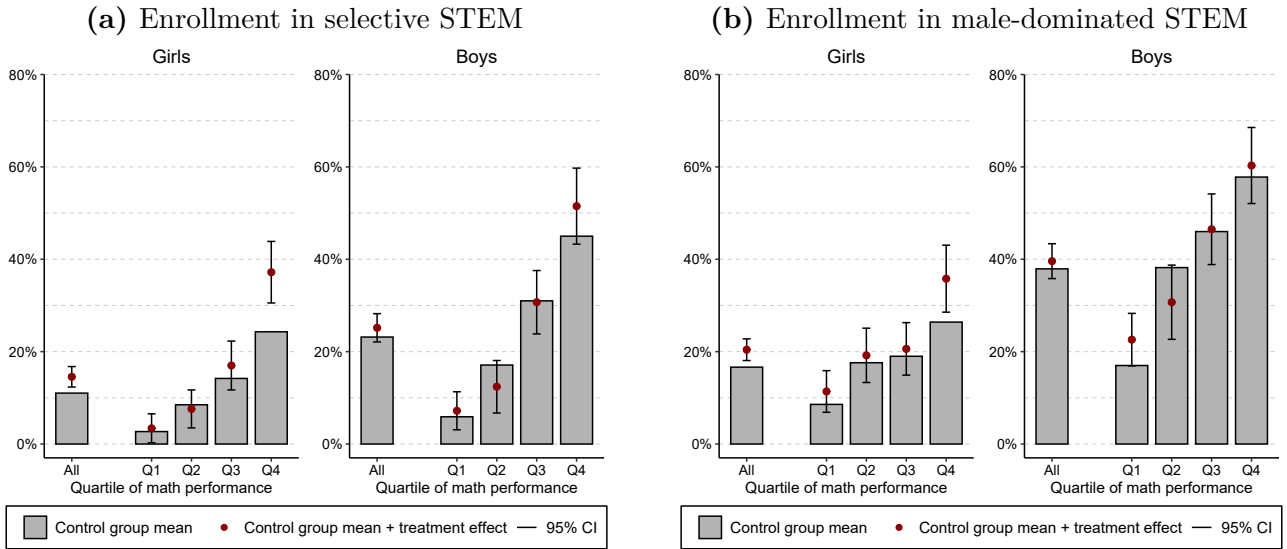 (a) Enrollment in selective STEM
Girls
Boys
80%
60%
40%
20%
0%
All Q1 Q2 Q3 Q4
Quartile of math performance
80%
60%
40%
20%
0%
All Q1 Q2 Q3 Q4
Quartile of math performance
Control group mean Control group mean + treatment effect 95% CI
(b) Enrollment in male-dominated STEM
Girls
Boys
80%
60%
40%
20%
0%
All Q1 Q2 Q3 Q4
Quartile of math performance
80%
60%
40%
20%
0%
All Q1 Q2 Q3 Q4
Quartile of math performance
Control group mean Control group mean + treatment effect 95% CI